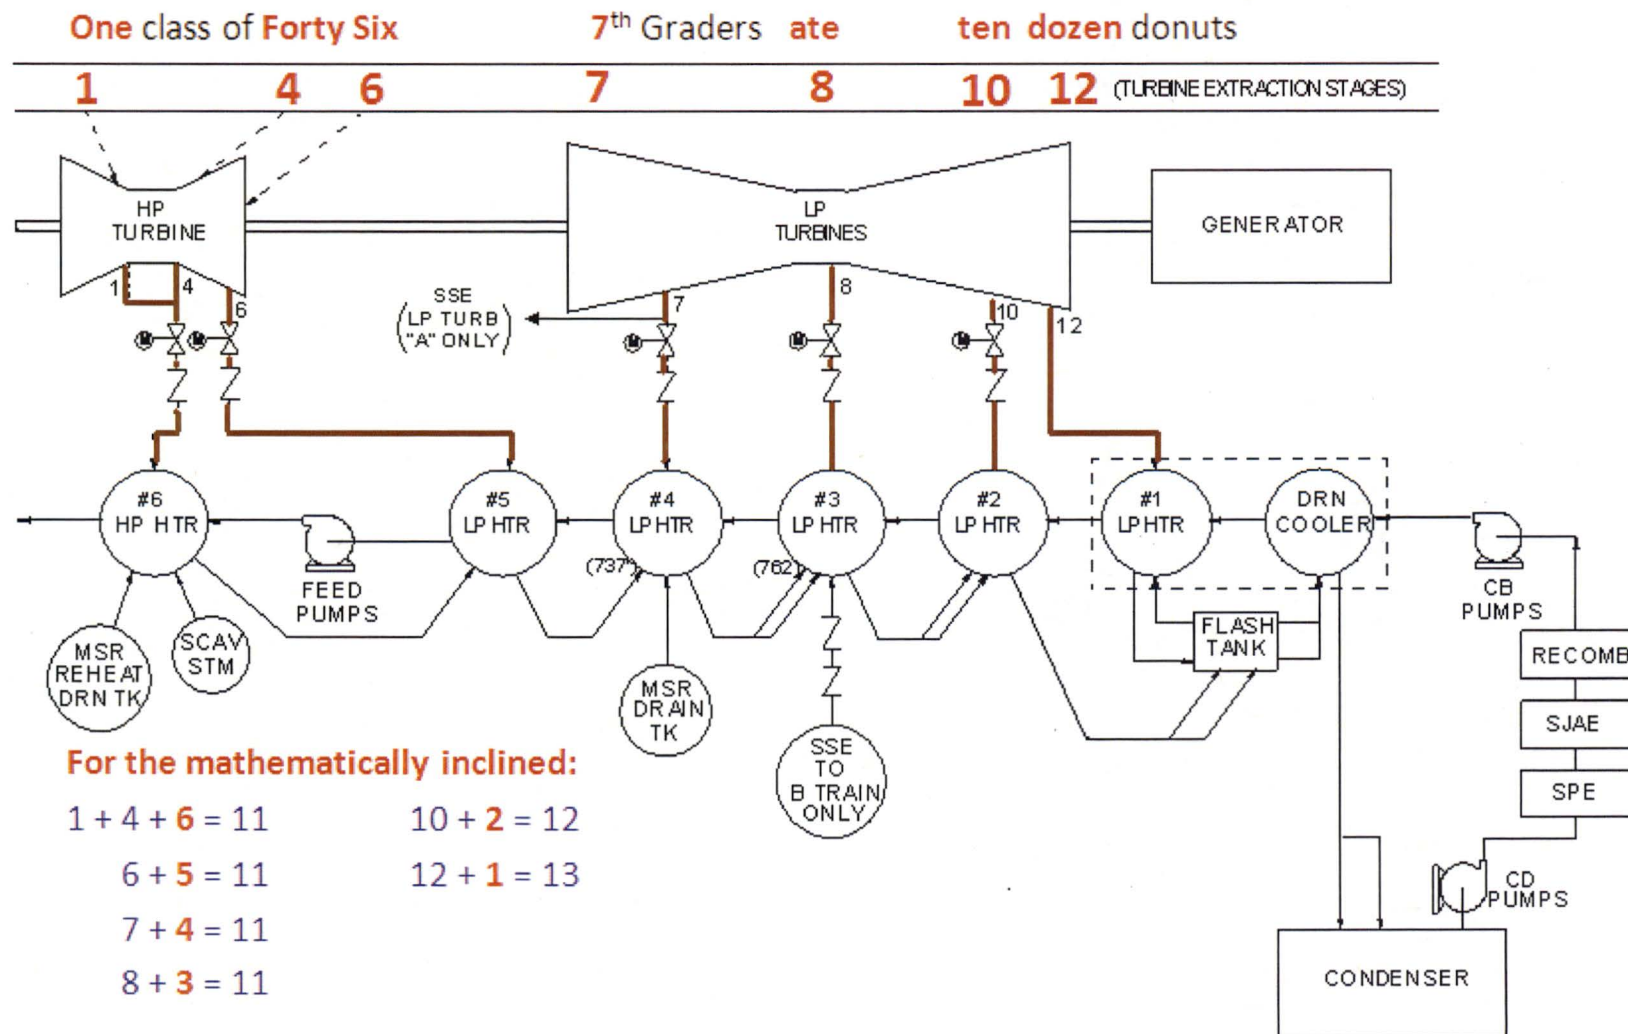 One class of Forty Six 7th Graders ate ten dozen donuts
1 4 6 7 8 10 12 (TURBINE EXTRACTION STAGES)
HP
TURBINE
LP
TURBINES
GENERATOR
1 4
6
SSE
(LP TURB
"A" ONLY)
7
8
10
12
M M M M M
#6
HP HTR
#5
LP HTR
#4
LP HTR
#3
LP HTR
#2
LP HTR
#1
LP HTR
DRN
COOLER
(737')
(762)
FEED
PUMPS
CB
PUMPS
MSR
REHEAT
DRN TK
SCAV
STM
MSR
DRAIN
TK
FLASH
TANK
RECOMB
SJAE
SPE
SSE
TO
B TRAIN
ONLY
CD
PUMPS
CONDENSER
For the mathematically inclined:
1 + 4 + 6 = 11 10 + 2 = 12
6 + 5 = 11 12 + 1 = 13
7 + 4 = 11
8 + 3 = 11